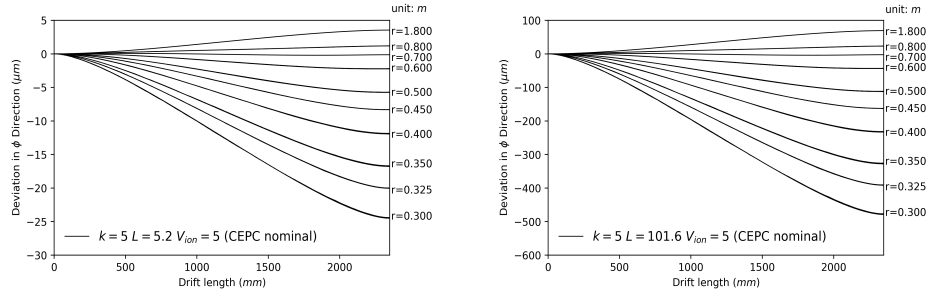 unit: m
5
0
−5
−10
−15
−20
−25
−30
0
500
1000
1500
2000
Deviation in ϕ Direction (μm)
Drift length (mm)
r=1.800
r=0.800
r=0.700
r=0.600
r=0.500
r=0.450
r=0.400
r=0.350
r=0.325
r=0.300
k = 5 L = 5.2 V_ion = 5 (CEPC nominal)
unit: m
100
0
−100
−200
−300
−400
−500
−600
0
500
1000
1500
2000
Deviation in ϕ Direction (μm)
Drift length (mm)
r=1.800
r=0.800
r=0.700
r=0.600
r=0.500
r=0.450
r=0.400
r=0.350
r=0.325
r=0.300
k = 5 L = 101.6 V_ion = 5 (CEPC nominal)